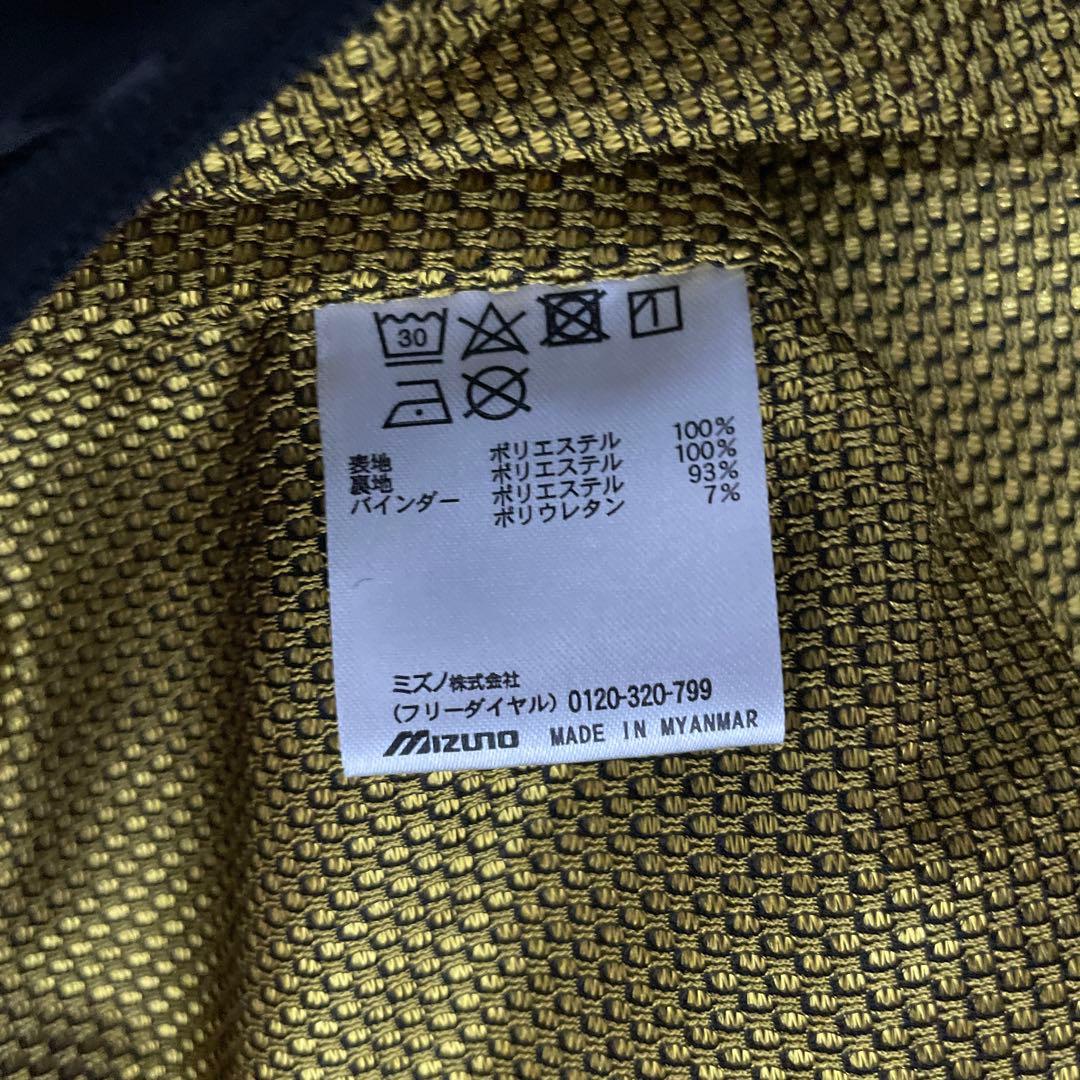 30
表地 ポリエステル 100%
裏地 ポリエステル 100%
バインダー ポリエステル 93%
ポリウレタン 7%
ミズノ株式会社
(フリーダイヤル) 0120-320-799
MIZUNO MADE IN MYANMAR